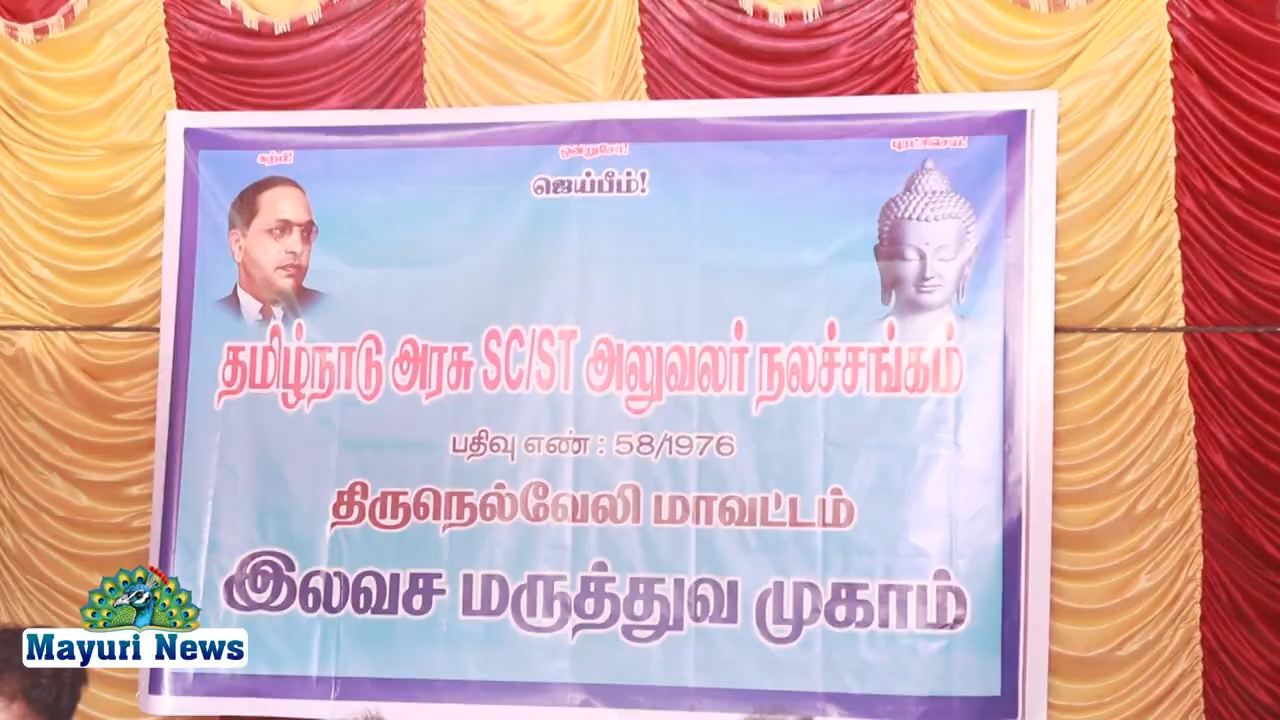 கற்பி!
ஒன்றுசேர்!
புரட்சிசெய்!
ஜெய்பீம்!
தமிழ்நாடு அரசு SC/ST அலுவலர் நலச்சங்கம்
பதிவு எண் : 58/1976
திருநெல்வேலி மாவட்டம்
இலவச மருத்துவ முகாம்
Mayuri News